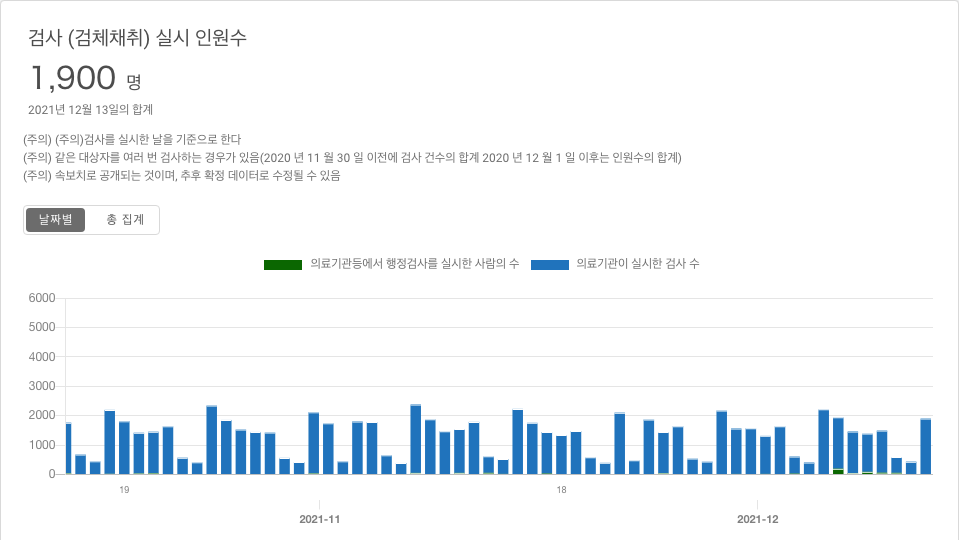 검사 (검체채취) 실시 인원수
1,900 명
2021년 12월 13일의 합계
(주의) (주의)검사를 실시한 날을 기준으로 한다
(주의) 같은 대상자를 여러 번 검사하는 경우가 있음(2020 년 11 월 30 일 이전에 검사 건수의 합계 2020 년 12 월 1 일 이후는 인원수의 합계)
(주의) 속보치로 공개되는 것이며, 추후 확정 데이터로 수정될 수 있음
날짜별 총 집계
의료기관등에서 행정검사를 실시한 사람의 수 의료기관이 실시한 검사 수
6000
5000
4000
3000
2000
1000
0
19 18
2021-11 2021-12